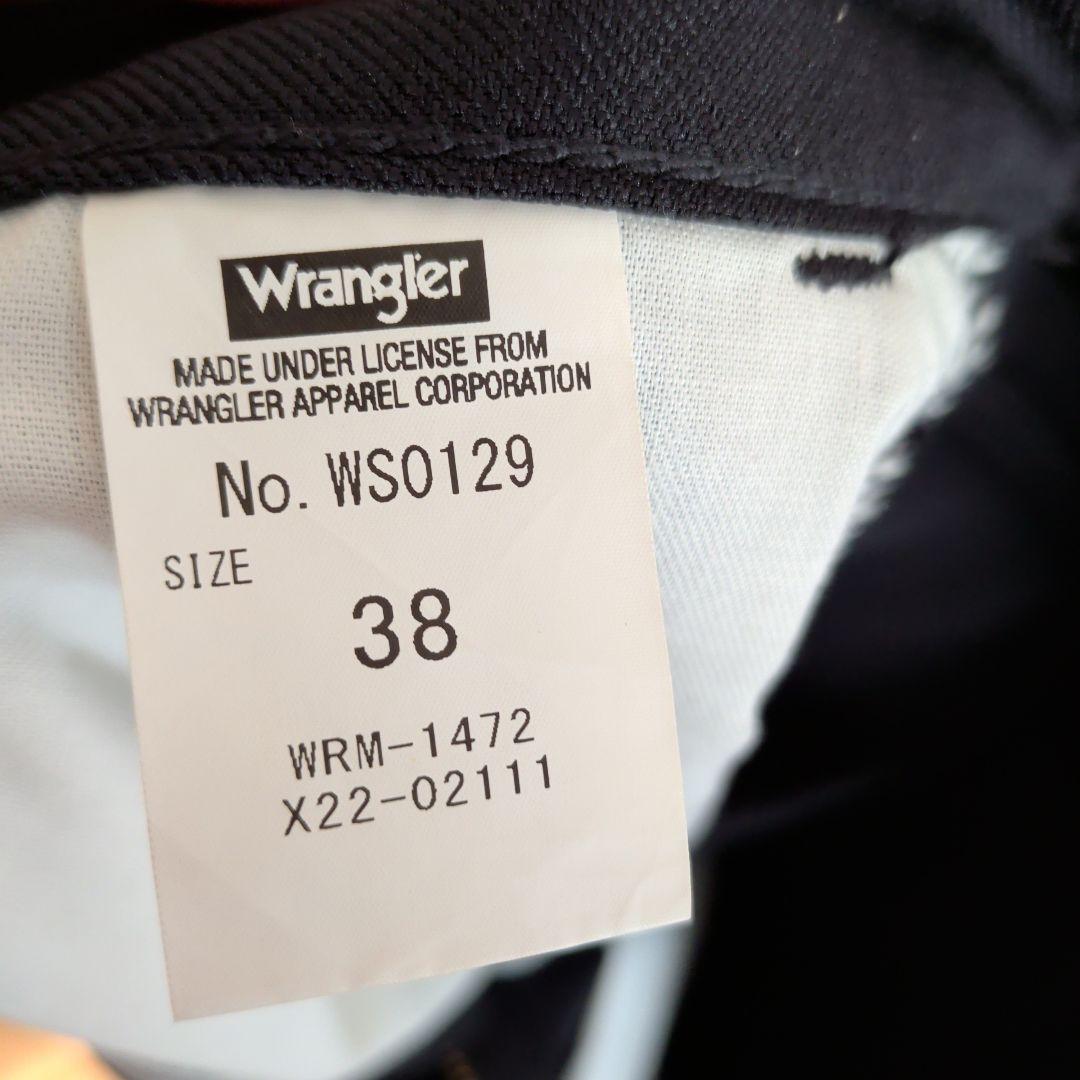 Wrangler
MADE UNDER LICENSE FROM
WRANGLER APPAREL CORPORATION
No. WS0129
SIZE
38
WRM-1472
X22-02111